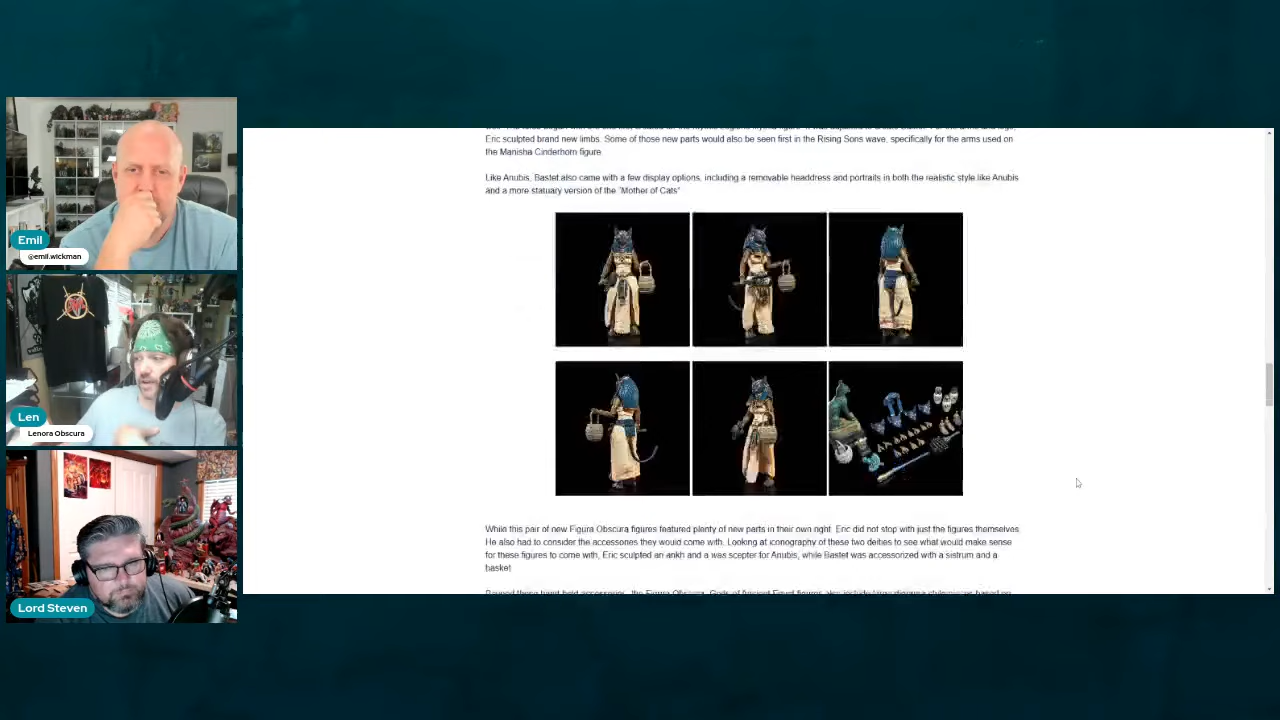 Emil
@emil.wickman
Len
Lenora Obscura
Lord Steven
Eric sculpted brand new limbs. Some of those new parts would also be seen first in the Rising Sons wave, specifically for the arms used on
the Manisha Cinderhorn figure.
Like Anubis, Bastet also came with a few display options, including a removable headdress and portraits in both the realistic style like Anubis
and a more statuary version of the "Mother of Cats"
While this pair of new Figura Obscura figures featured plenty of new parts in their own right, Eric did not stop with just the figures themselves.
He also had to consider the accessories they would come with. Looking at iconography of these two deities to see what would make sense
for these figures to come with, Eric sculpted an ankh and a was scepter for Anubis, while Bastet was accessorized with a sistrum and a
basket